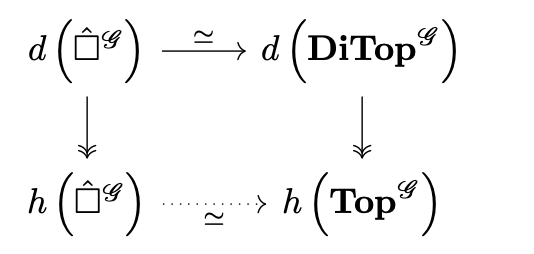 d(□̂^𝒢) ≃→ d(DiTop^𝒢)
h(□̂^𝒢) ≃→ h(Top^𝒢)